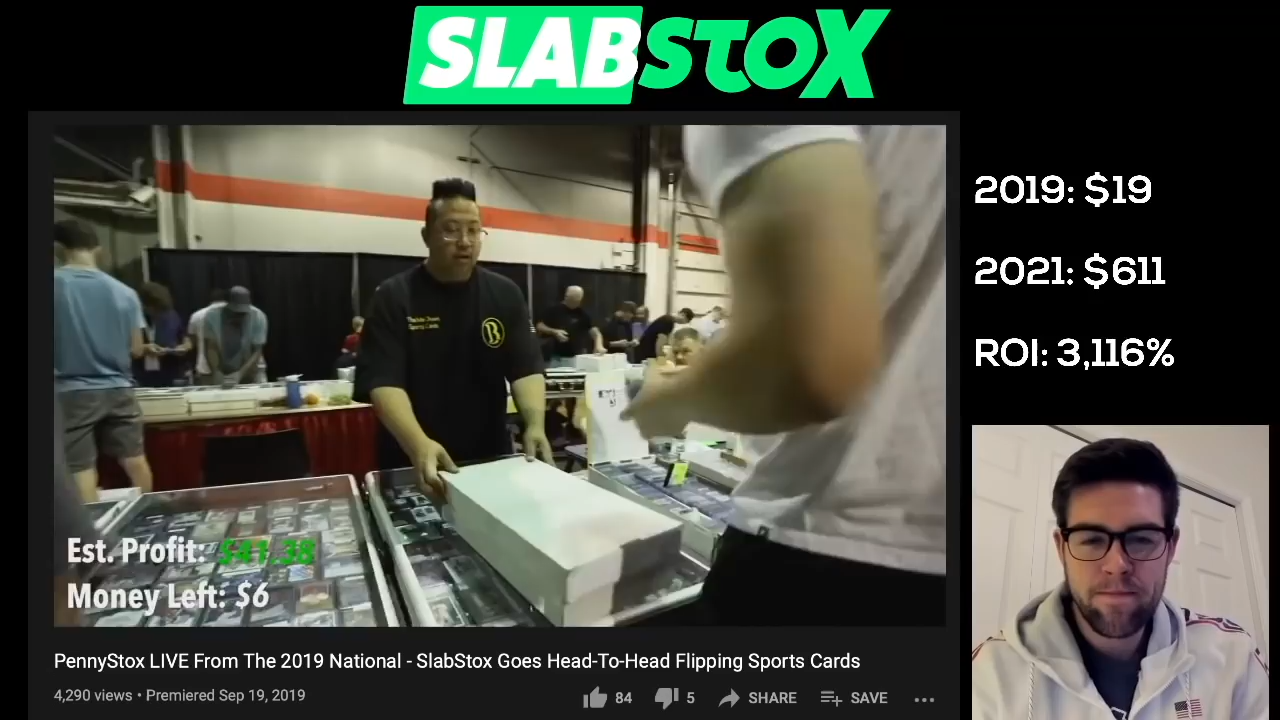 SLABSTOX
2019: $19
2021: $611
ROI: 3,116%
B
Est. Profit: $41.38
Money Left: $6
PennyStox LIVE From The 2019 National - SlabStox Goes Head-To-Head Flipping Sports Cards
4,290 views • Premiered Sep 19, 2019
84
5
SHARE
SAVE